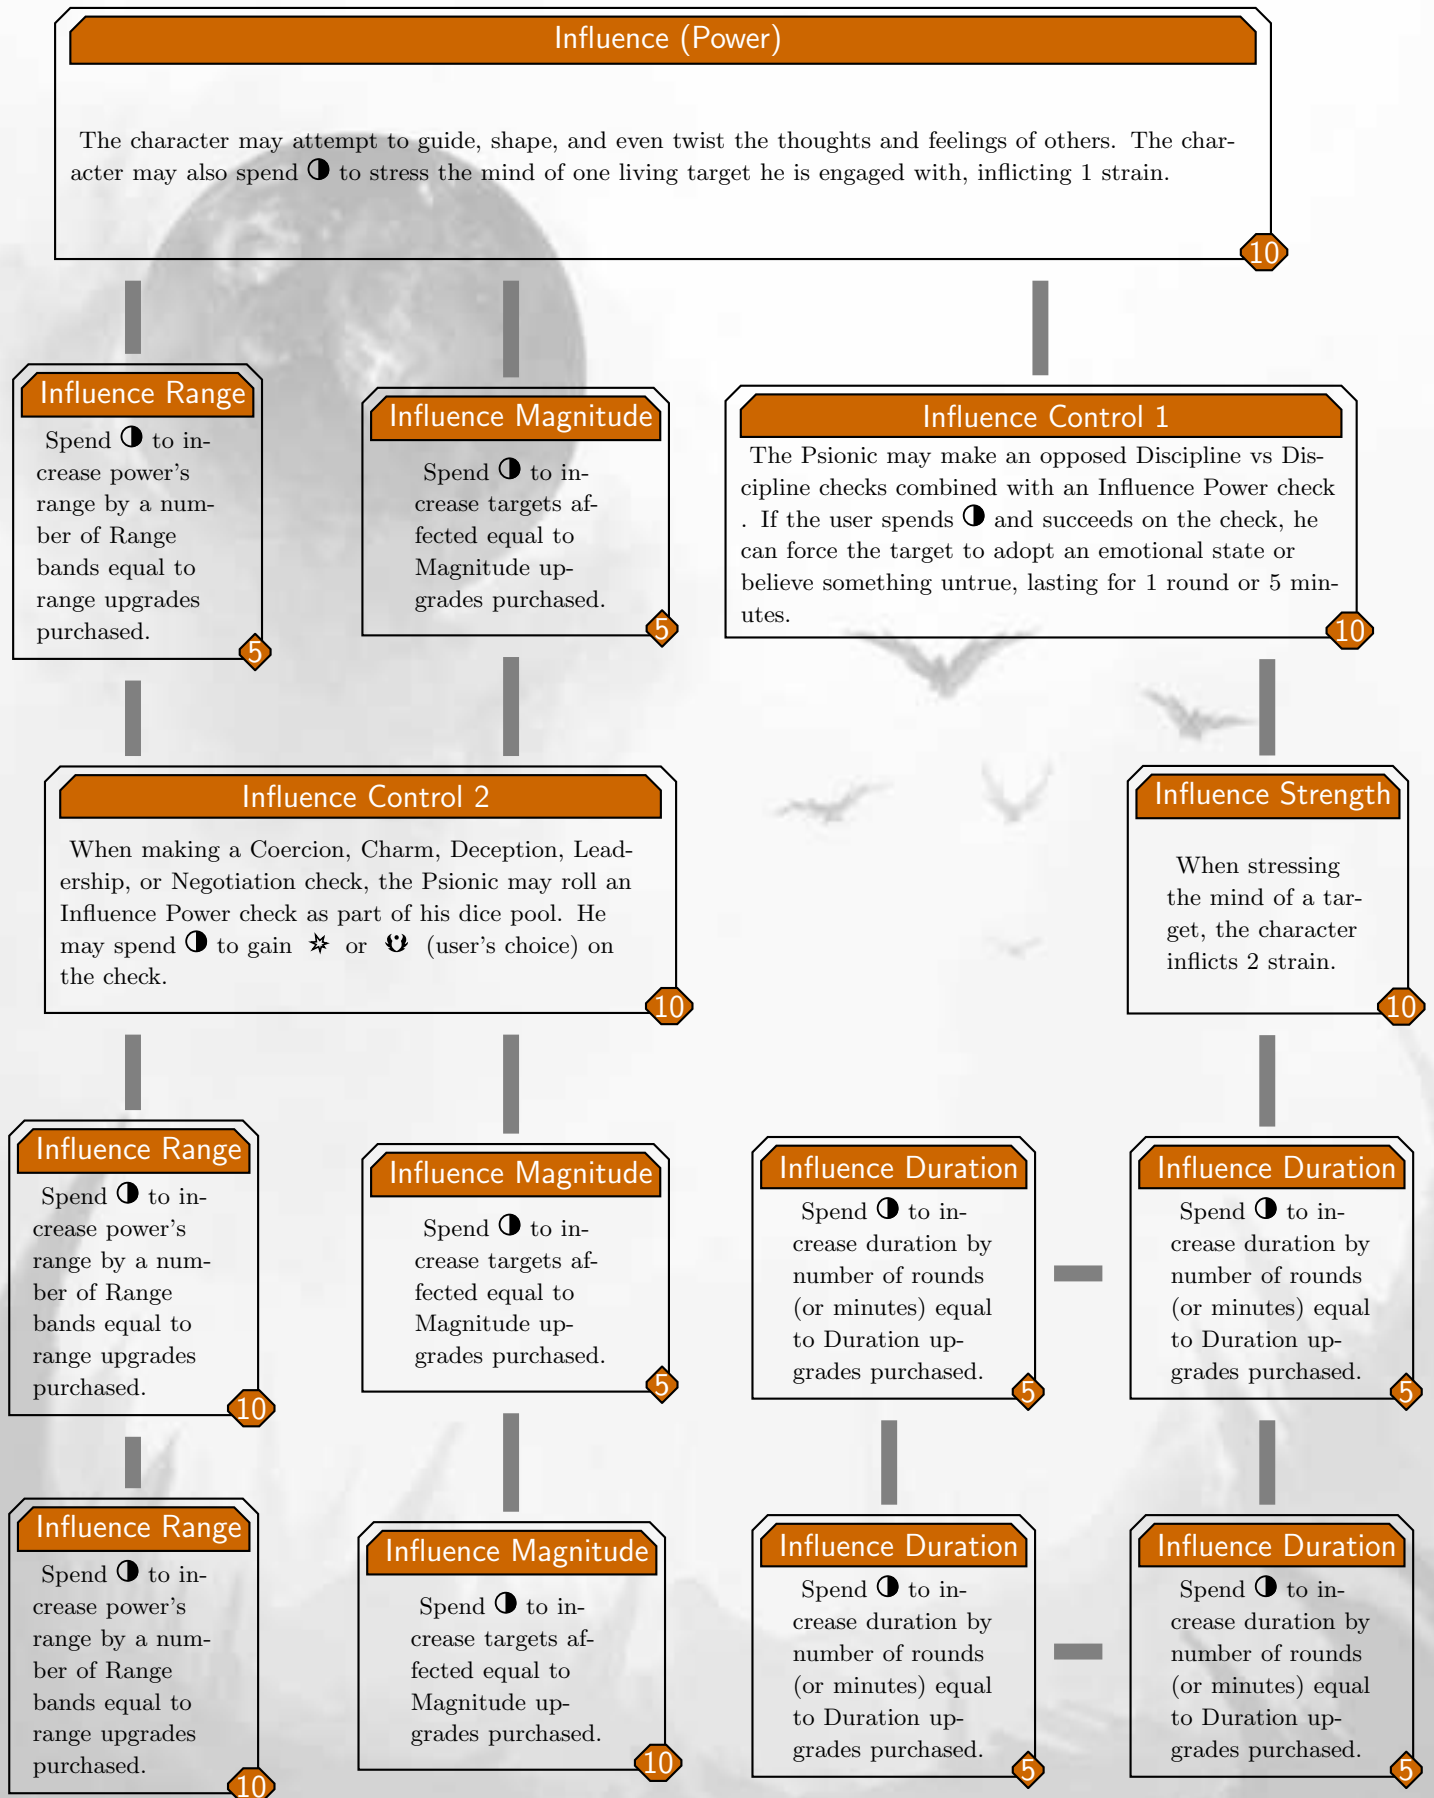 Influence (Power)
The character may attempt to guide, shape, and even twist the thoughts and feelings of others. The char-
acter may also spend ◑ to stress the mind of one living target he is engaged with, inflicting 1 strain.
10
Influence Range
Spend ◑ to in-
crease power's
range by a num-
ber of Range
bands equal to
range upgrades
purchased.
5
Influence Magnitude
Spend ◑ to in-
crease targets af-
fected equal to
Magnitude up-
grades purchased.
5
Influence Control 1
The Psionic may make an opposed Discipline vs Dis-
cipline checks combined with an Influence Power check
. If the user spends ◑ and succeeds on the check, he
can force the target to adopt an emotional state or
believe something untrue, lasting for 1 round or 5 min-
utes.
10
Influence Control 2
When making a Coercion, Charm, Deception, Lead-
ership, or Negotiation check, the Psionic may roll an
Influence Power check as part of his dice pool. He
may spend ◑ to gain or (user's choice) on
the check.
10
Influence Strength
When stressing
the mind of a tar-
get, the character
inflicts 2 strain.
10
Influence Range
Spend ◑ to in-
crease power's
range by a num-
ber of Range
bands equal to
range upgrades
purchased.
10
Influence Magnitude
Spend ◑ to in-
crease targets af-
fected equal to
Magnitude up-
grades purchased.
5
Influence Duration
Spend ◑ to in-
crease duration by
number of rounds
(or minutes) equal
to Duration up-
grades purchased.
5
Influence Duration
Spend ◑ to in-
crease duration by
number of rounds
(or minutes) equal
to Duration up-
grades purchased.
5
Influence Range
Spend ◑ to in-
crease power's
range by a num-
ber of Range
bands equal to
range upgrades
purchased.
10
Influence Magnitude
Spend ◑ to in-
crease targets af-
fected equal to
Magnitude up-
grades purchased.
10
Influence Duration
Spend ◑ to in-
crease duration by
number of rounds
(or minutes) equal
to Duration up-
grades purchased.
5
Influence Duration
Spend ◑ to in-
crease duration by
number of rounds
(or minutes) equal
to Duration up-
grades purchased.
5